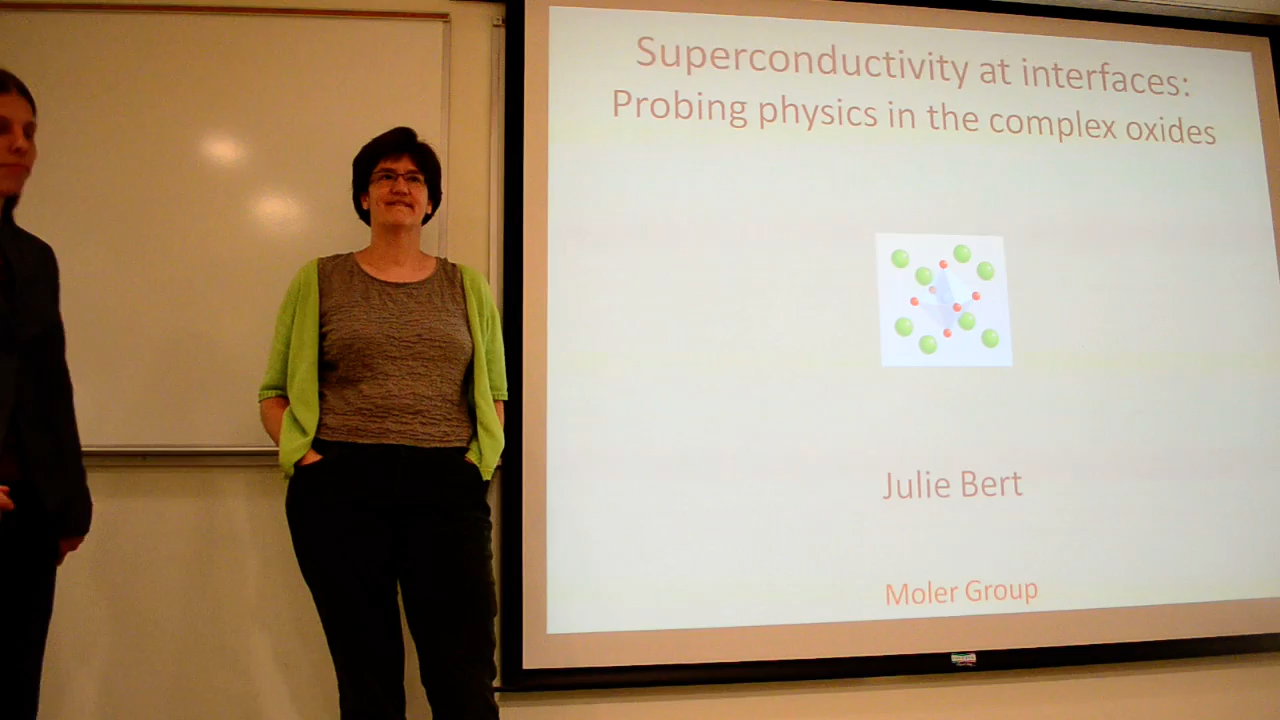 Superconductivity at interfaces:
Probing physics in the complex oxides
Julie Bert
Moler Group